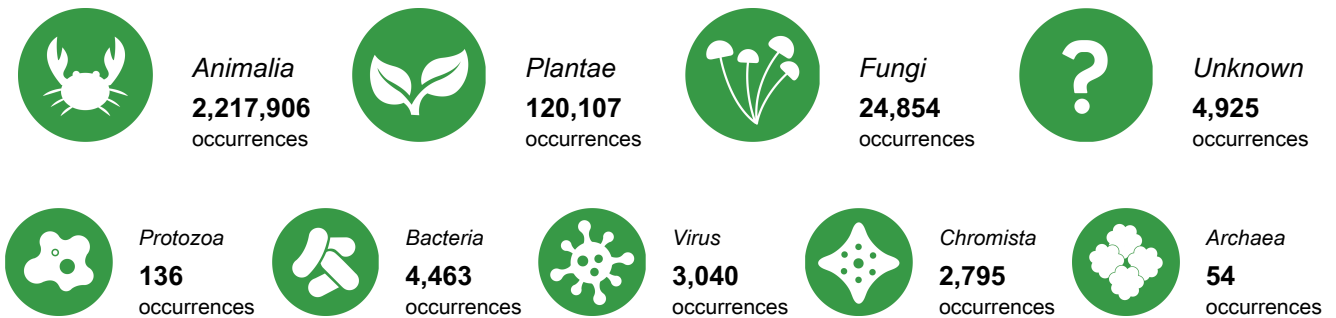 Animalia
2,217,906
occurrences
Plantae
120,107
occurrences
Fungi
24,854
occurrences
?
Unknown
4,925
occurrences
Protozoa
136
occurrences
Bacteria
4,463
occurrences
Virus
3,040
occurrences
Chromista
2,795
occurrences
Archaea
54
occurrences